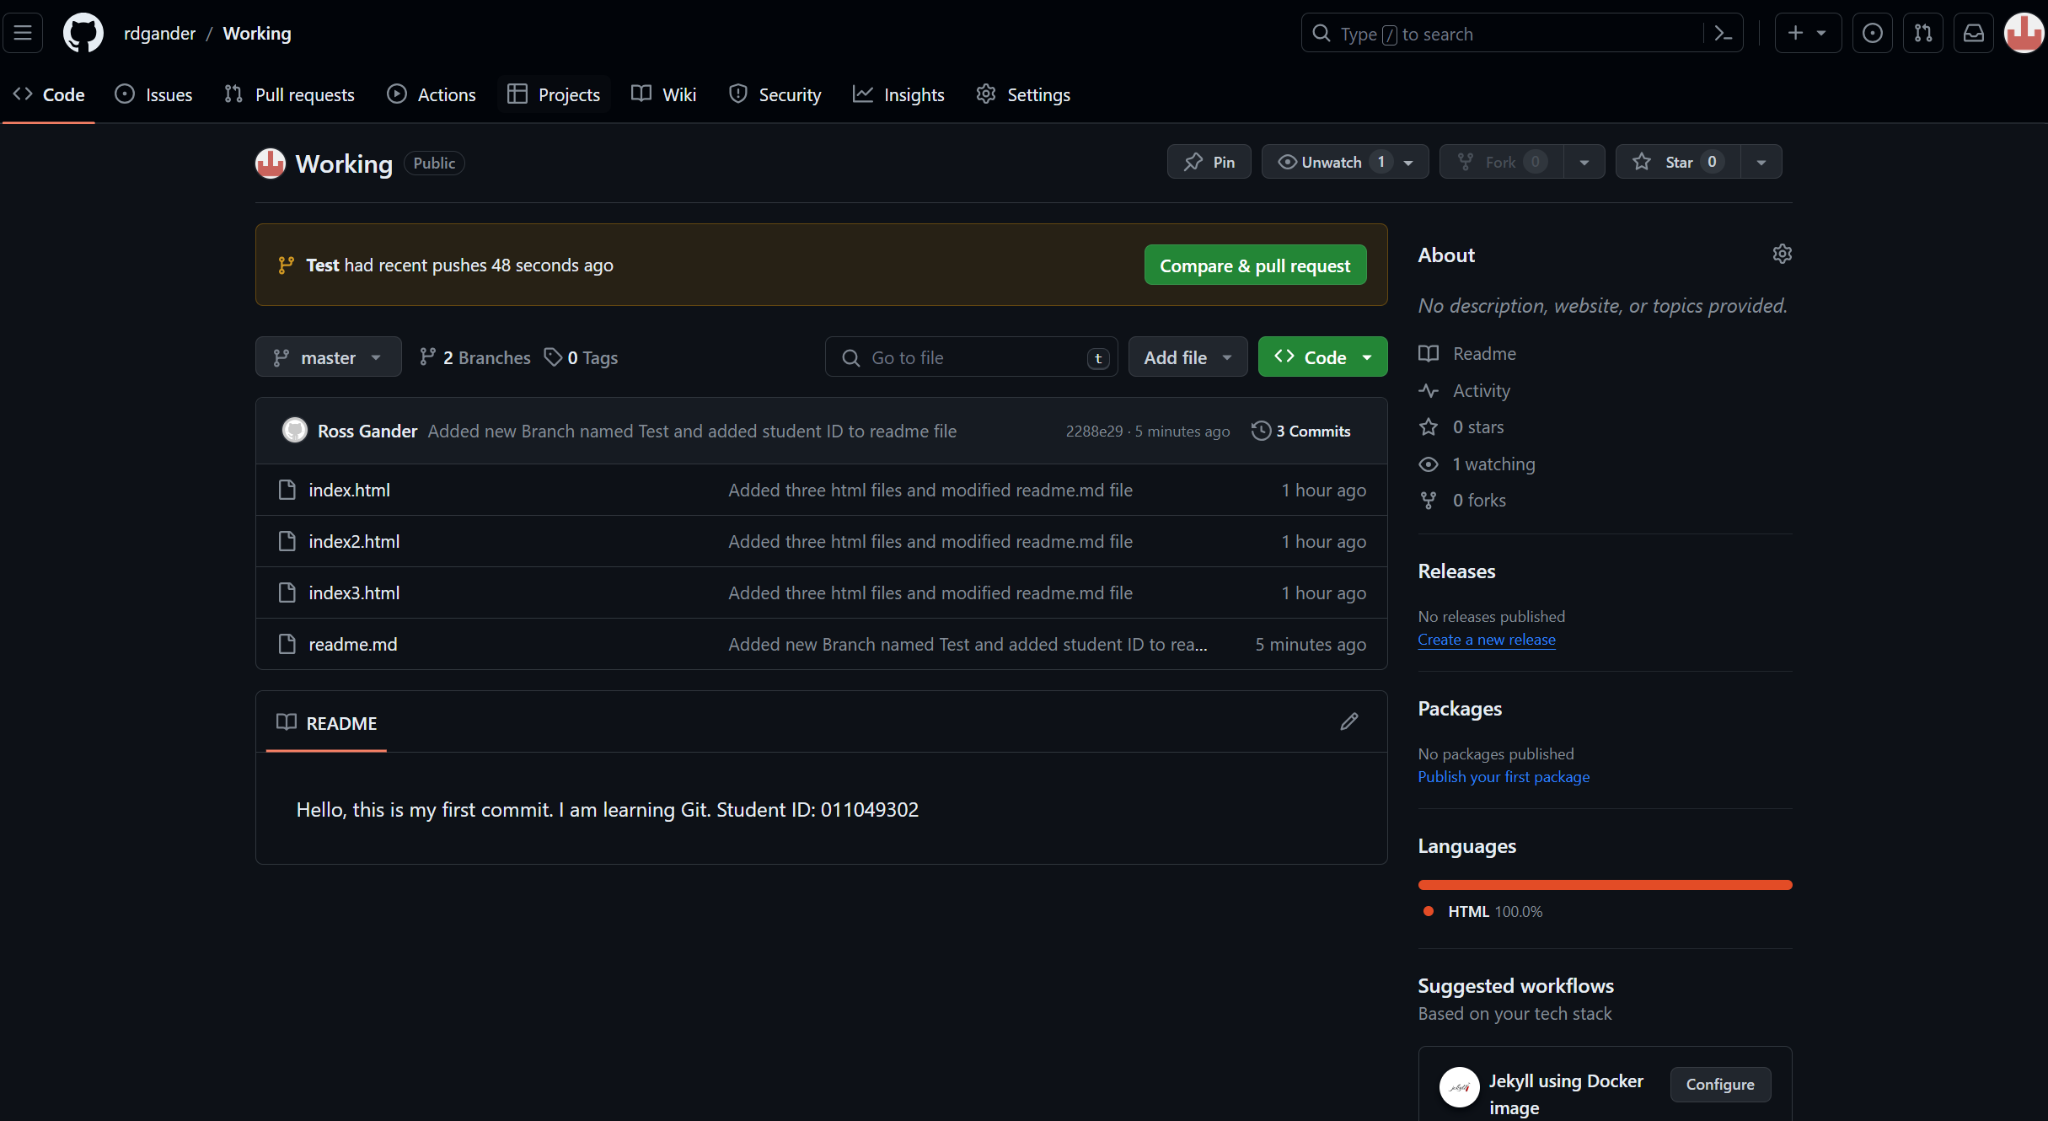 rdgander / Working
Type / to search
Code Issues Pull requests Actions Projects Wiki Security Insights Settings
Working Public
Pin Unwatch 1 Fork 0 Star 0
Test had recent pushes 48 seconds ago Compare & pull request
master 2 Branches 0 Tags Go to file t Add file Code
Ross Gander Added new Branch named Test and added student ID to readme file 2288e29 · 5 minutes ago 3 Commits
index.html Added three html files and modified readme.md file 1 hour ago
index2.html Added three html files and modified readme.md file 1 hour ago
index3.html Added three html files and modified readme.md file 1 hour ago
readme.md Added new Branch named Test and added student ID to rea... 5 minutes ago
README
Hello, this is my first commit. I am learning Git. Student ID: 011049302
About
No description, website, or topics provided.
Readme
Activity
0 stars
1 watching
0 forks
Releases
No releases published
Create a new release
Packages
No packages published
Publish your first package
Languages
HTML 100.0%
Suggested workflows
Based on your tech stack
Jekyll using Docker
image
Configure